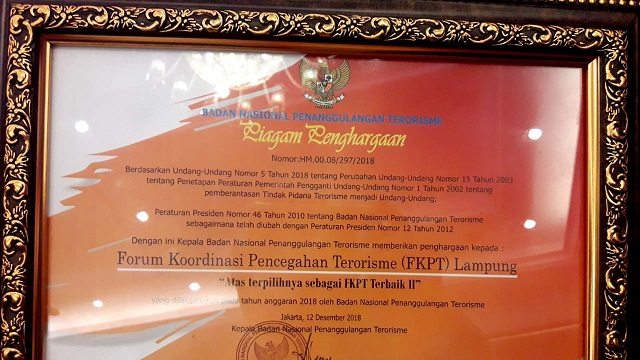 BADAN NASIONAL PENANGGULANGAN TERORISME
Piagam Penghargaan
Nomor:HM.00.08/297/2018
Berdasarkan Undang-Undang Nomor 5 Tahun 2018 tentang Perubahan Undang-Undang Nomor 15 Tahun 2003
tentang Penetapan Peraturan Pemerintah Pengganti Undang-Undang Nomor 1 Tahun 2002 tentang
pemberantasan Tindak Pidana Terorisme menjadi Undang-Undang;
Peraturan Presiden Nomor 46 Tahun 2010 tentang Badan Nasional Penanggulangan Terorisme
sebagaimana telah diubah dengan Peraturan Presiden Nomor 12 Tahun 2012
Dengan ini Kepala Badan Nasional Penanggulangan Terorisme memberikan penghargaan kepada :
Forum Koordinasi Pencegahan Terorisme (FKPT) Lampung
"Atas terpilihnya sebagai FKPT Terbaik II"
yang pada tahun anggaran 2018 oleh Badan Nasional Penanggulangan Terorisme
Jakarta, 12 Desember 2018
Kepala Badan Nasional Penanggulangan Terorisme